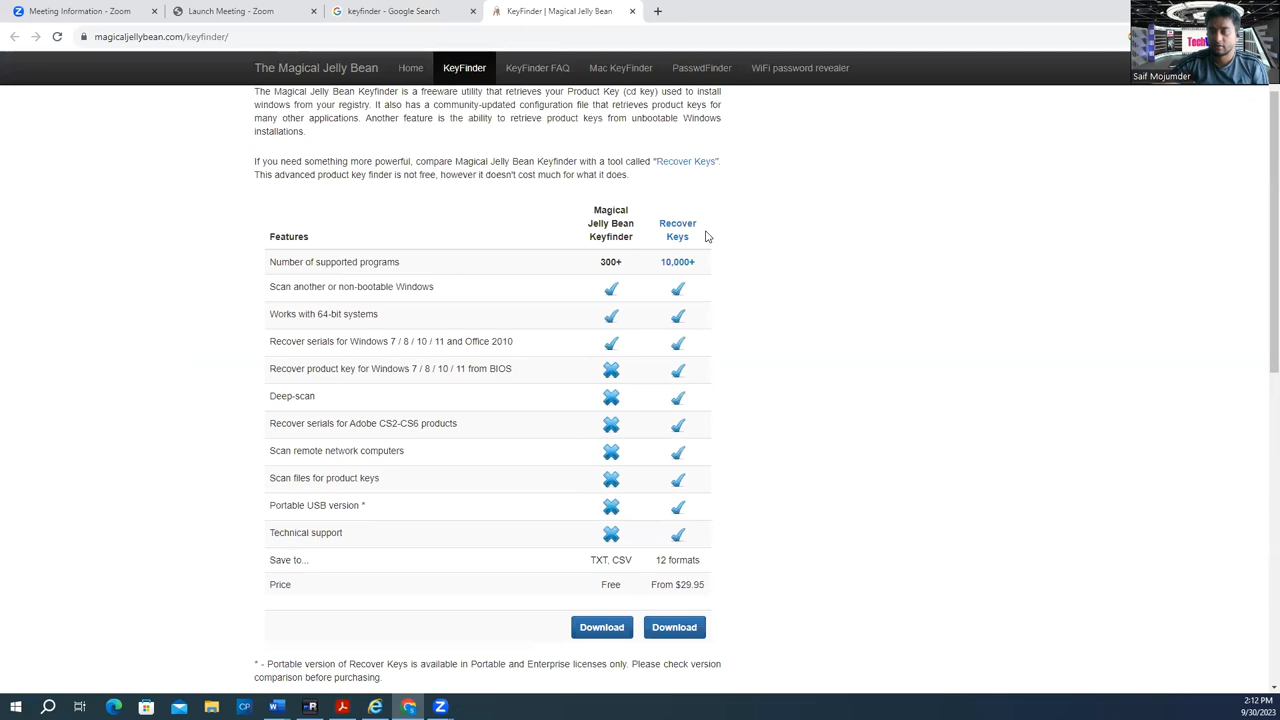 Meeting Information - Zoom
Launch Meeting - Zoom
keyfinder - Google Search
KeyFinder | Magical Jelly Bean
magicaljellybean.com/keyfinder/
Saif Mojumder
The Magical Jelly Bean Home KeyFinder KeyFinder FAQ Mac KeyFinder PasswdFinder WiFi password revealer
The Magical Jelly Bean Keyfinder is a freeware utility that retrieves your Product Key (cd key) used to install
windows from your registry. It also has a community-updated configuration file that retrieves product keys for
many other applications. Another feature is the ability to retrieve product keys from unbootable Windows
installations.
If you need something more powerful, compare Magical Jelly Bean Keyfinder with a tool called "Recover Keys".
This advanced product key finder is not free, however it doesn't cost much for what it does.
Features
Magical
Jelly Bean
Keyfinder
Recover
Keys
Number of supported programs 300+ 10,000+
Scan another or non-bootable Windows
Works with 64-bit systems
Recover serials for Windows 7 / 8 / 10 / 11 and Office 2010
Recover product key for Windows 7 / 8 / 10 / 11 from BIOS
Deep-scan
Recover serials for Adobe CS2-CS6 products
Scan remote network computers
Scan files for product keys
Portable USB version *
Technical support
Save to... TXT, CSV 12 formats
Price Free From $29.95
Download Download
* - Portable version of Recover Keys is available in Portable and Enterprise licenses only. Please check version
comparison before purchasing.
2:12 PM
9/30/2023